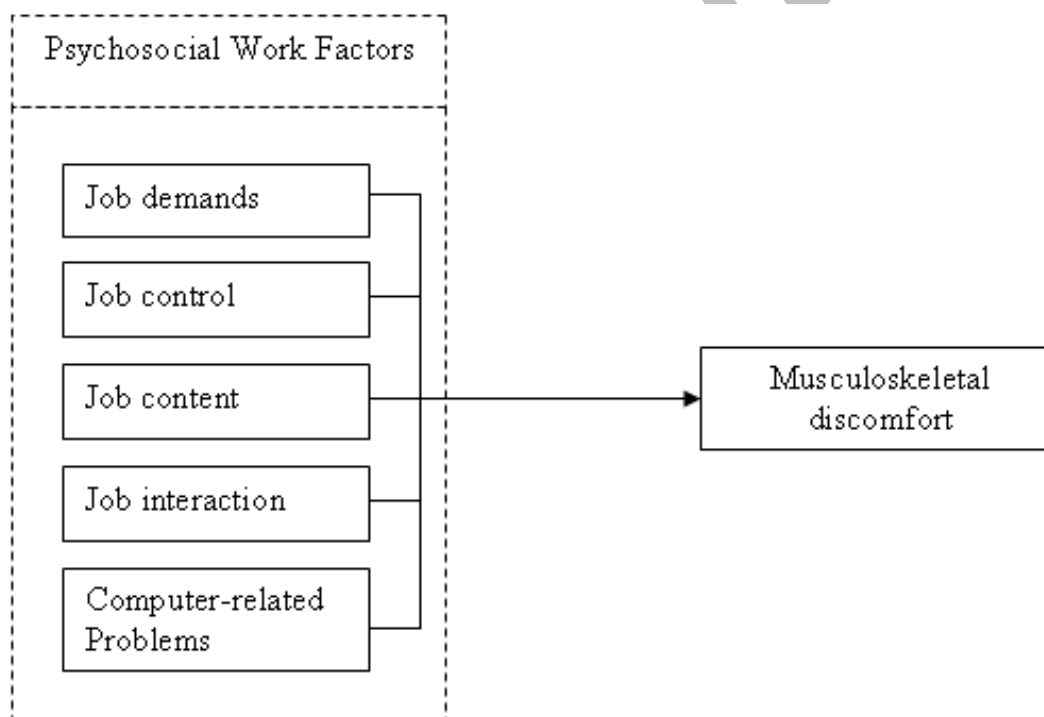 Psychosocial Work Factors
Job demands
Job control
Job content
Job interaction
Computer-related
Problems
Musculoskeletal
discomfort